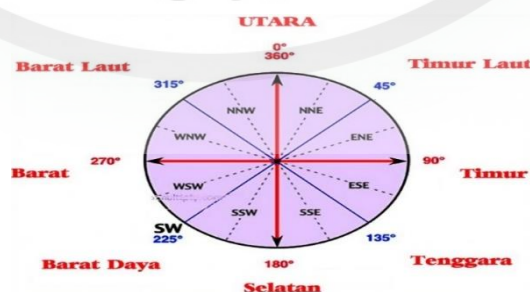 UTARA
0°
360°
Barat Laut
Timur Laut
315°
45°
NNW
NNE
WNW
ENE
Barat
270°
90°
Timur
WSW
ESE
SSW
SSE
SW
225°
135°
Barat Daya
180°
Tenggara
Selatan